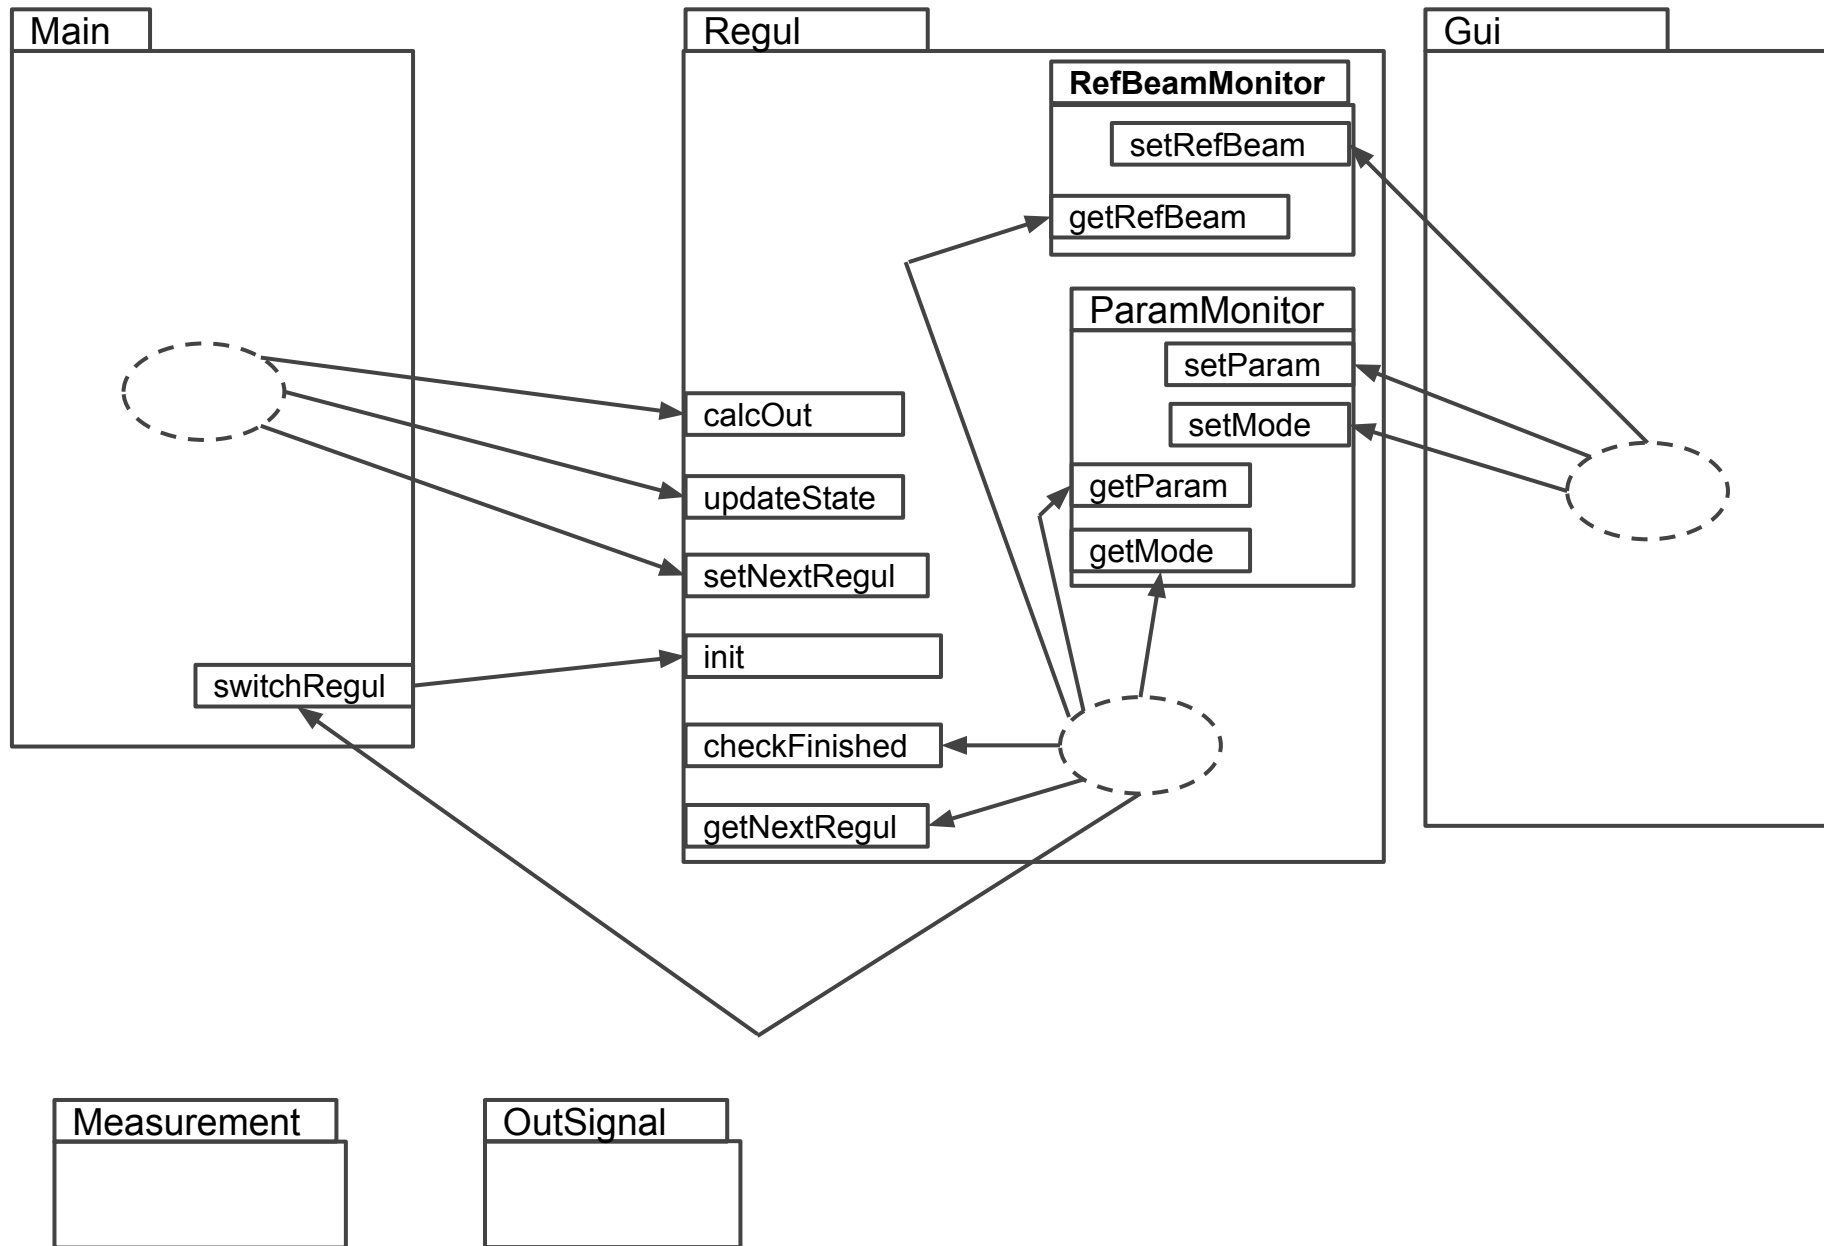 Main
Regul
Gui
RefBeamMonitor
setRefBeam
getRefBeam
ParamMonitor
setParam
setMode
getParam
getMode
calcOut
updateState
setNextRegul
init
switchRegul
checkFinished
getNextRegul
Measurement
OutSignal